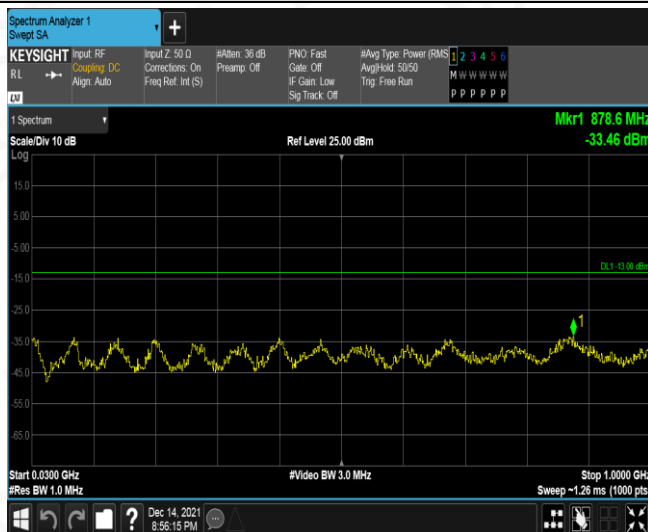 Spectrum Analyzer 1
Swept SA
+
KEYSIGHT
RL
LXI
Input: RF
Coupling: DC
Align: Auto
Input Z: 50 Ω
Corrections: On
Freq Ref: Int (S)
#Atten: 36 dB
Preamp: Off
PNO: Fast
Gate: Off
IF Gain: Low
Sig Track: Off
#Avg Type: Power (RMS
Avg|Hold: 50/50
Trig: Free Run
1 2 3 4 5 6
M W W W W W
P P P P P P
1 Spectrum
Mkr1 878.6 MHz
Scale/Div 10 dB
Ref Level 25.00 dBm
-33.46 dBm
Log
15.0
5.00
-5.00
DL1 -13.00 dBm
-15.0
-25.0
1
-35.0
-45.0
-55.0
-65.0
Start 0.0300 GHz
#Video BW 3.0 MHz
Stop 1.0000 GHz
#Res BW 1.0 MHz
Sweep ~1.26 ms (1000 pts
?
Dec 14, 2021
8:56:15 PM